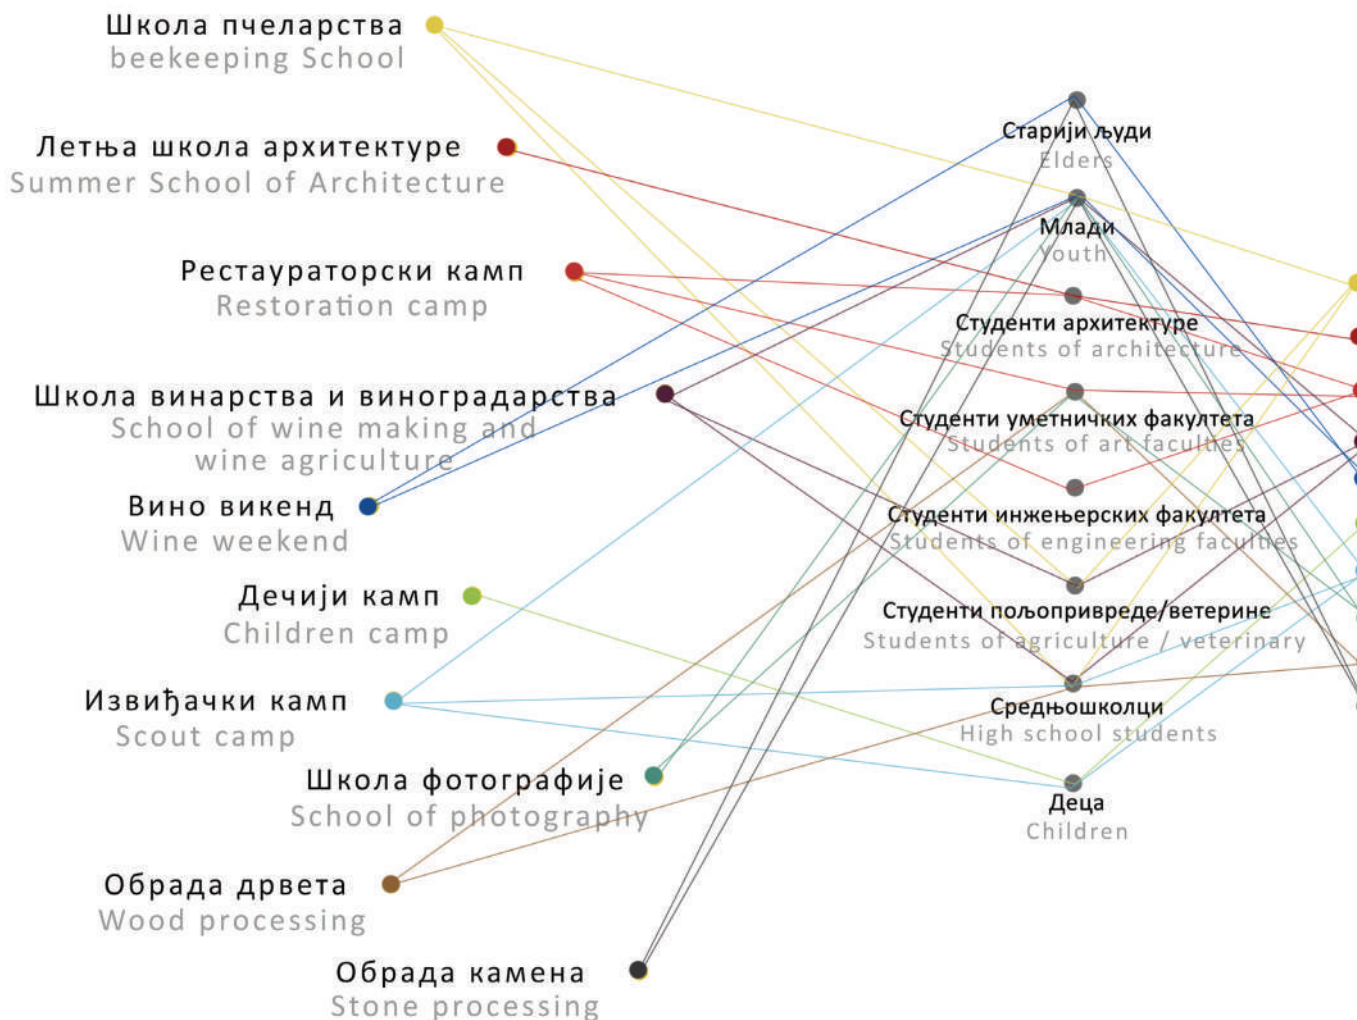 Школа пчеларства
beekeeping School
Летња школа архитектуре
Summer School of Architecture
Рестаураторски камп
Restoration camp
Школа винарства и виноградарства
School of wine making and
wine agriculture
Вино викенд
Wine weekend
Дечији камп
Children camp
Извиђачки камп
Scout camp
Школа фотографије
School of photography
Обрада дрвета
Wood processing
Обрада камена
Stone processing
Старији људи
Elders
Млади
Youth
Студенти архитектуре
Students of architecture
Студенти уметничких факултета
Students of art faculties
Студенти инжењерских факултета
Students of engineering faculties
Студенти пољопривреде/ветерине
Students of agriculture / veterinary
Средњошколци
High school students
Деца
Children